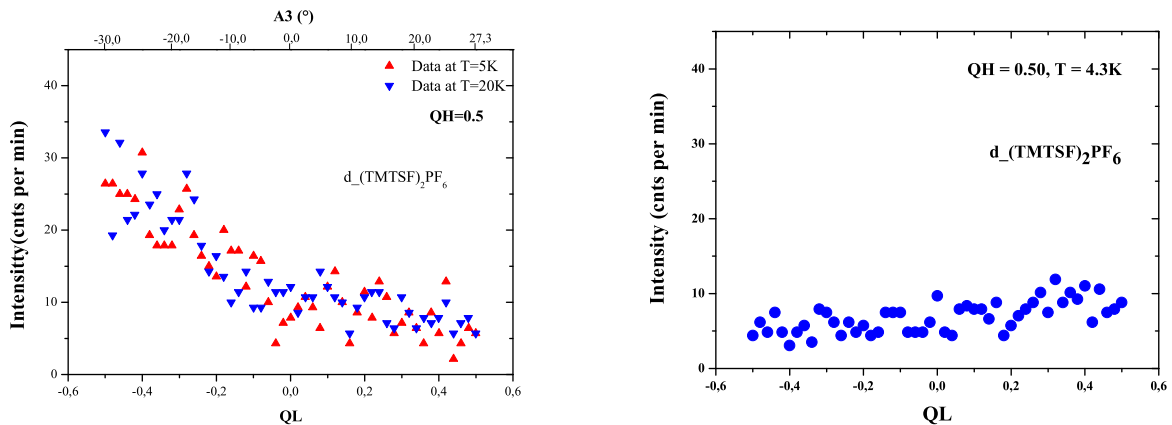 A3 (°)
-30,0 -20,0 -10,0 0,0 10,0 20,0 27,3
Data at T=5K
Data at T=20K
QH=0.5
d_(TMTSF)₂PF₆
Intensitty(cnts per min)
40
30
20
10
0
-0,6 -0,4 -0,2 0,0 0,2 0,4 0,6
QL
QH = 0.50, T = 4.3K
d_(TMTSF)₂PF₆
Intensity (cnts per min)
40
30
20
10
0
-0,6 -0,4 -0,2 0,0 0,2 0,4 0,6
QL